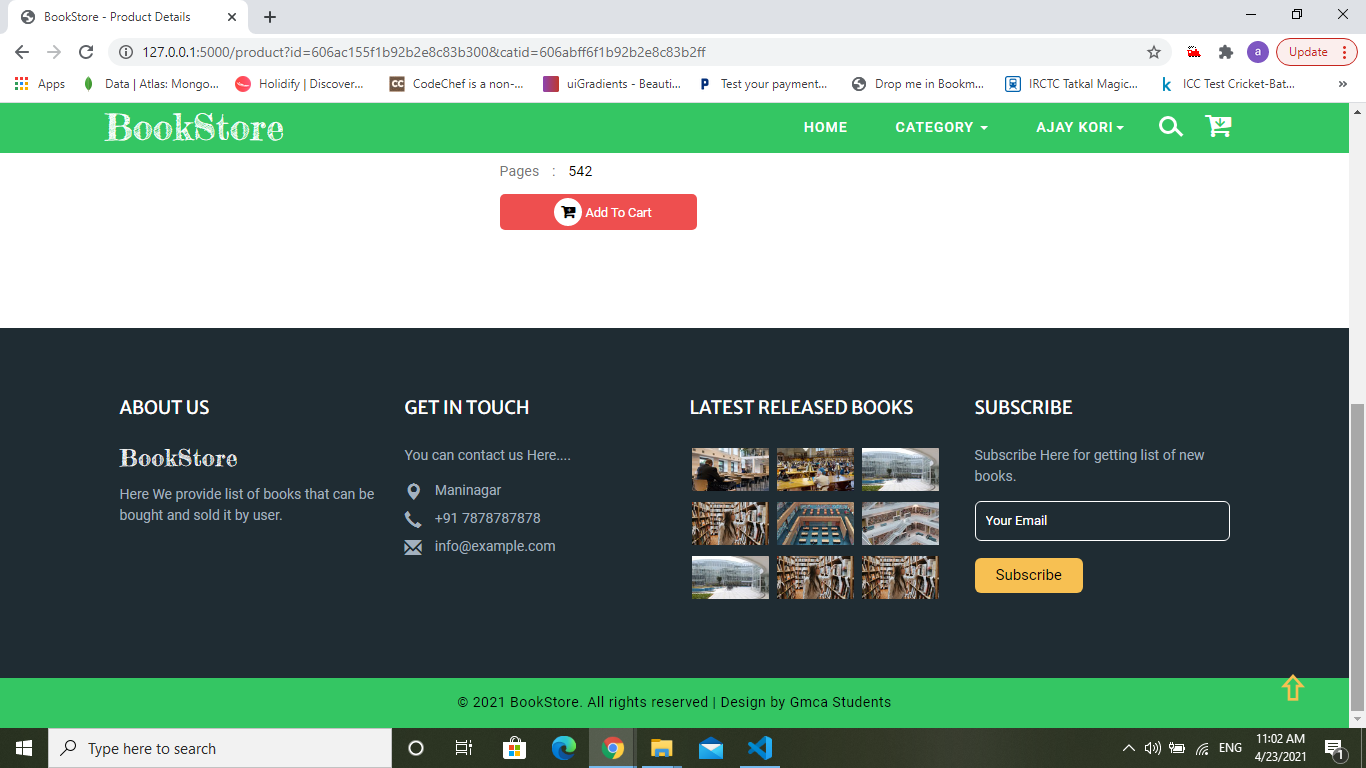 BookStore - Product Details
127.0.0.1:5000/product?id=606ac155f1b92b2e8c83b300&catid=606abff6f1b92b2e8c83b2ff
a
Update
Apps
Data | Atlas: Mongo...
Holidify | Discover...
CC
CodeChef is a non-...
uiGradients - Beauti...
P
Test your payment...
Drop me in Bookm...
IRCTC Tatkal Magic...
k
ICC Test Cricket-Bat...
»
BookStore
HOME
CATEGORY
AJAY KORI
Pages : 542
Add To Cart
ABOUT US
BookStore
Here We provide list of books that can be
bought and sold it by user.
GET IN TOUCH
You can contact us Here....
Maninagar
+91 7878787878
info@example.com
LATEST RELEASED BOOKS
SUBSCRIBE
Subscribe Here for getting list of new
books.
Your Email
Subscribe
© 2021 BookStore. All rights reserved | Design by Gmca Students
Type here to search
ENG
11:02 AM
4/23/2021
1